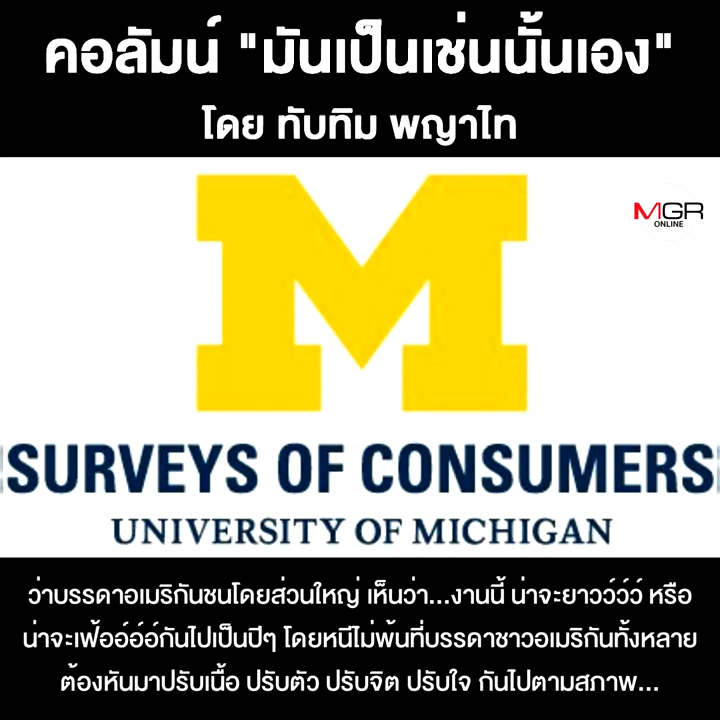 คอลัมน์ "มันเป็นเช่นนั้นเอง"
โดย ทับทิม พญาไท
M
MGR
ONLINE
SURVEYS OF CONSUMERS
UNIVERSITY OF MICHIGAN
ว่าบรรดาอเมริกันชนโดยส่วนใหญ่ เห็นว่า...งานนี้ น่าจะยาวว์ว์ว์ หรือ
น่าจะเฟ้ออ์อ์อ์กันไปเป็นปีๆ โดยหนีไม่พ้นที่บรรดาชาวอเมริกันทั้งหลาย
ต้องหันมาปรับเนื้อ ปรับตัว ปรับจิต ปรับใจ กันไปตามสภาพ...